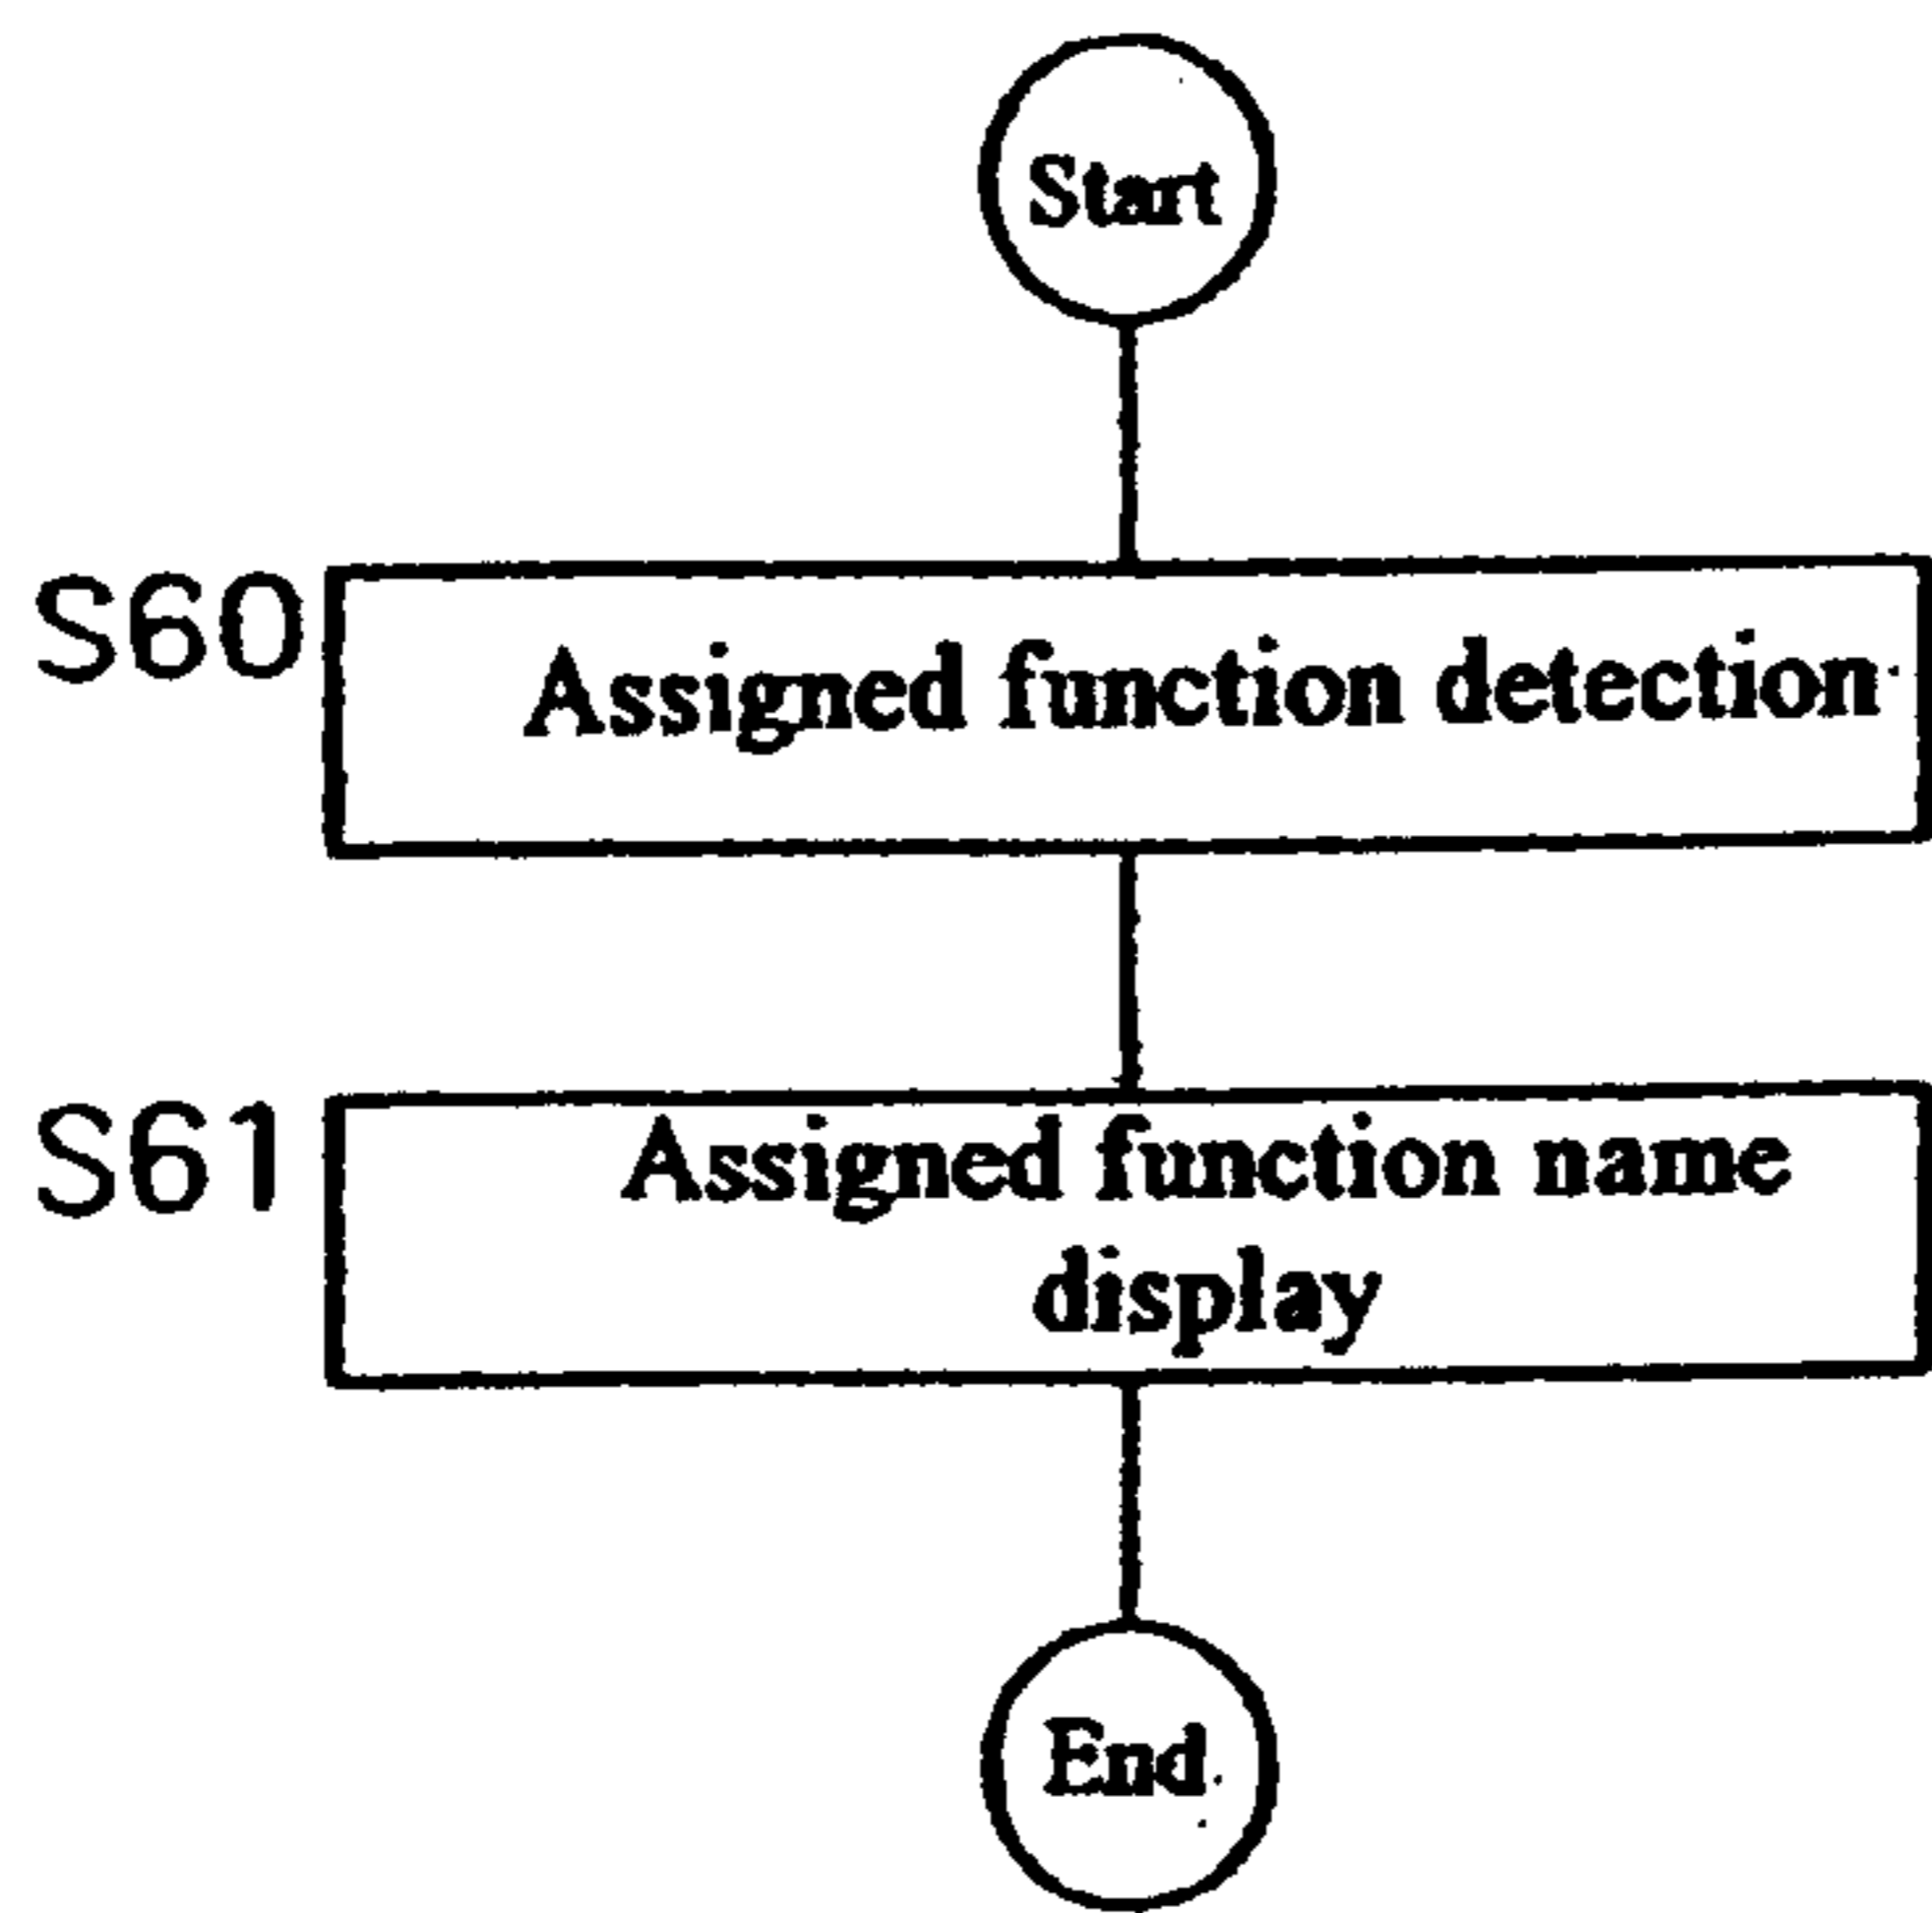 Start
S60
Assigned function detection
S61
Assigned function name
display
End